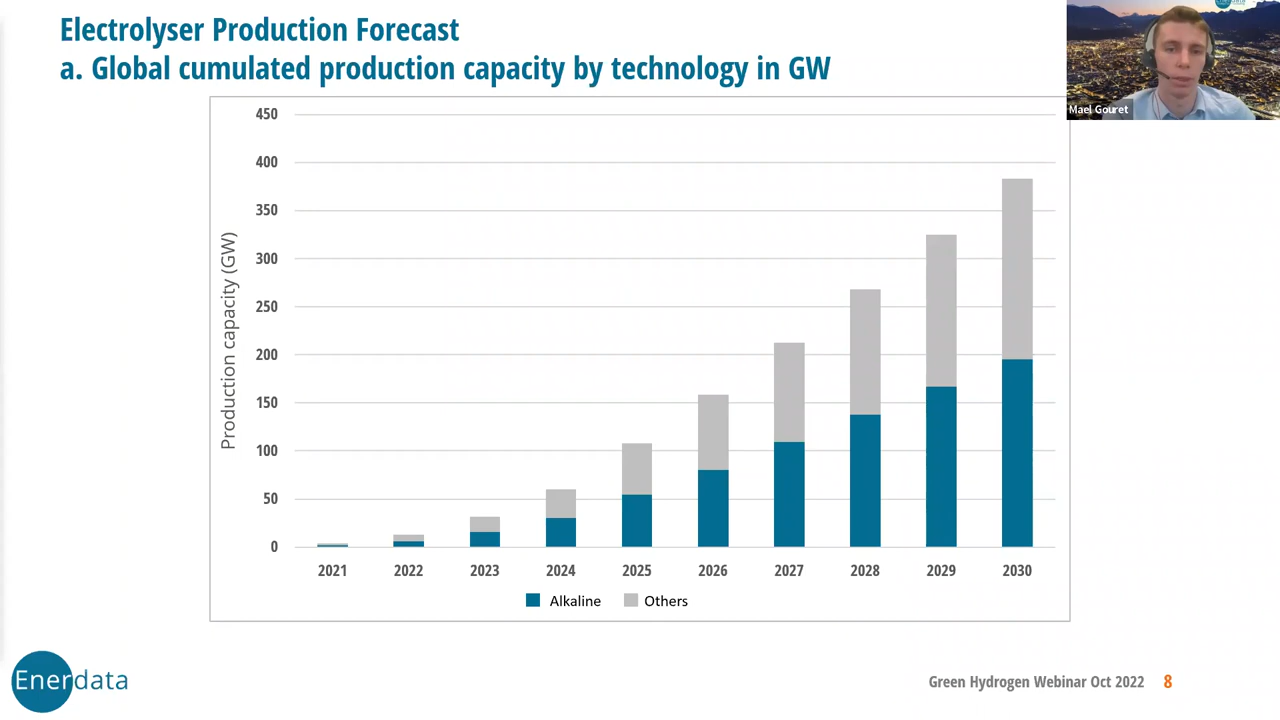 Electrolyser Production Forecast
a. Global cumulated production capacity by technology in GW
Enerdata
Mael Gouret
Production capacity (GW)
450
400
350
300
250
200
150
100
50
0
2021 2022 2023 2024 2025 2026 2027 2028 2029 2030
Alkaline Others
Enerdata
Green Hydrogen Webinar Oct 2022 8